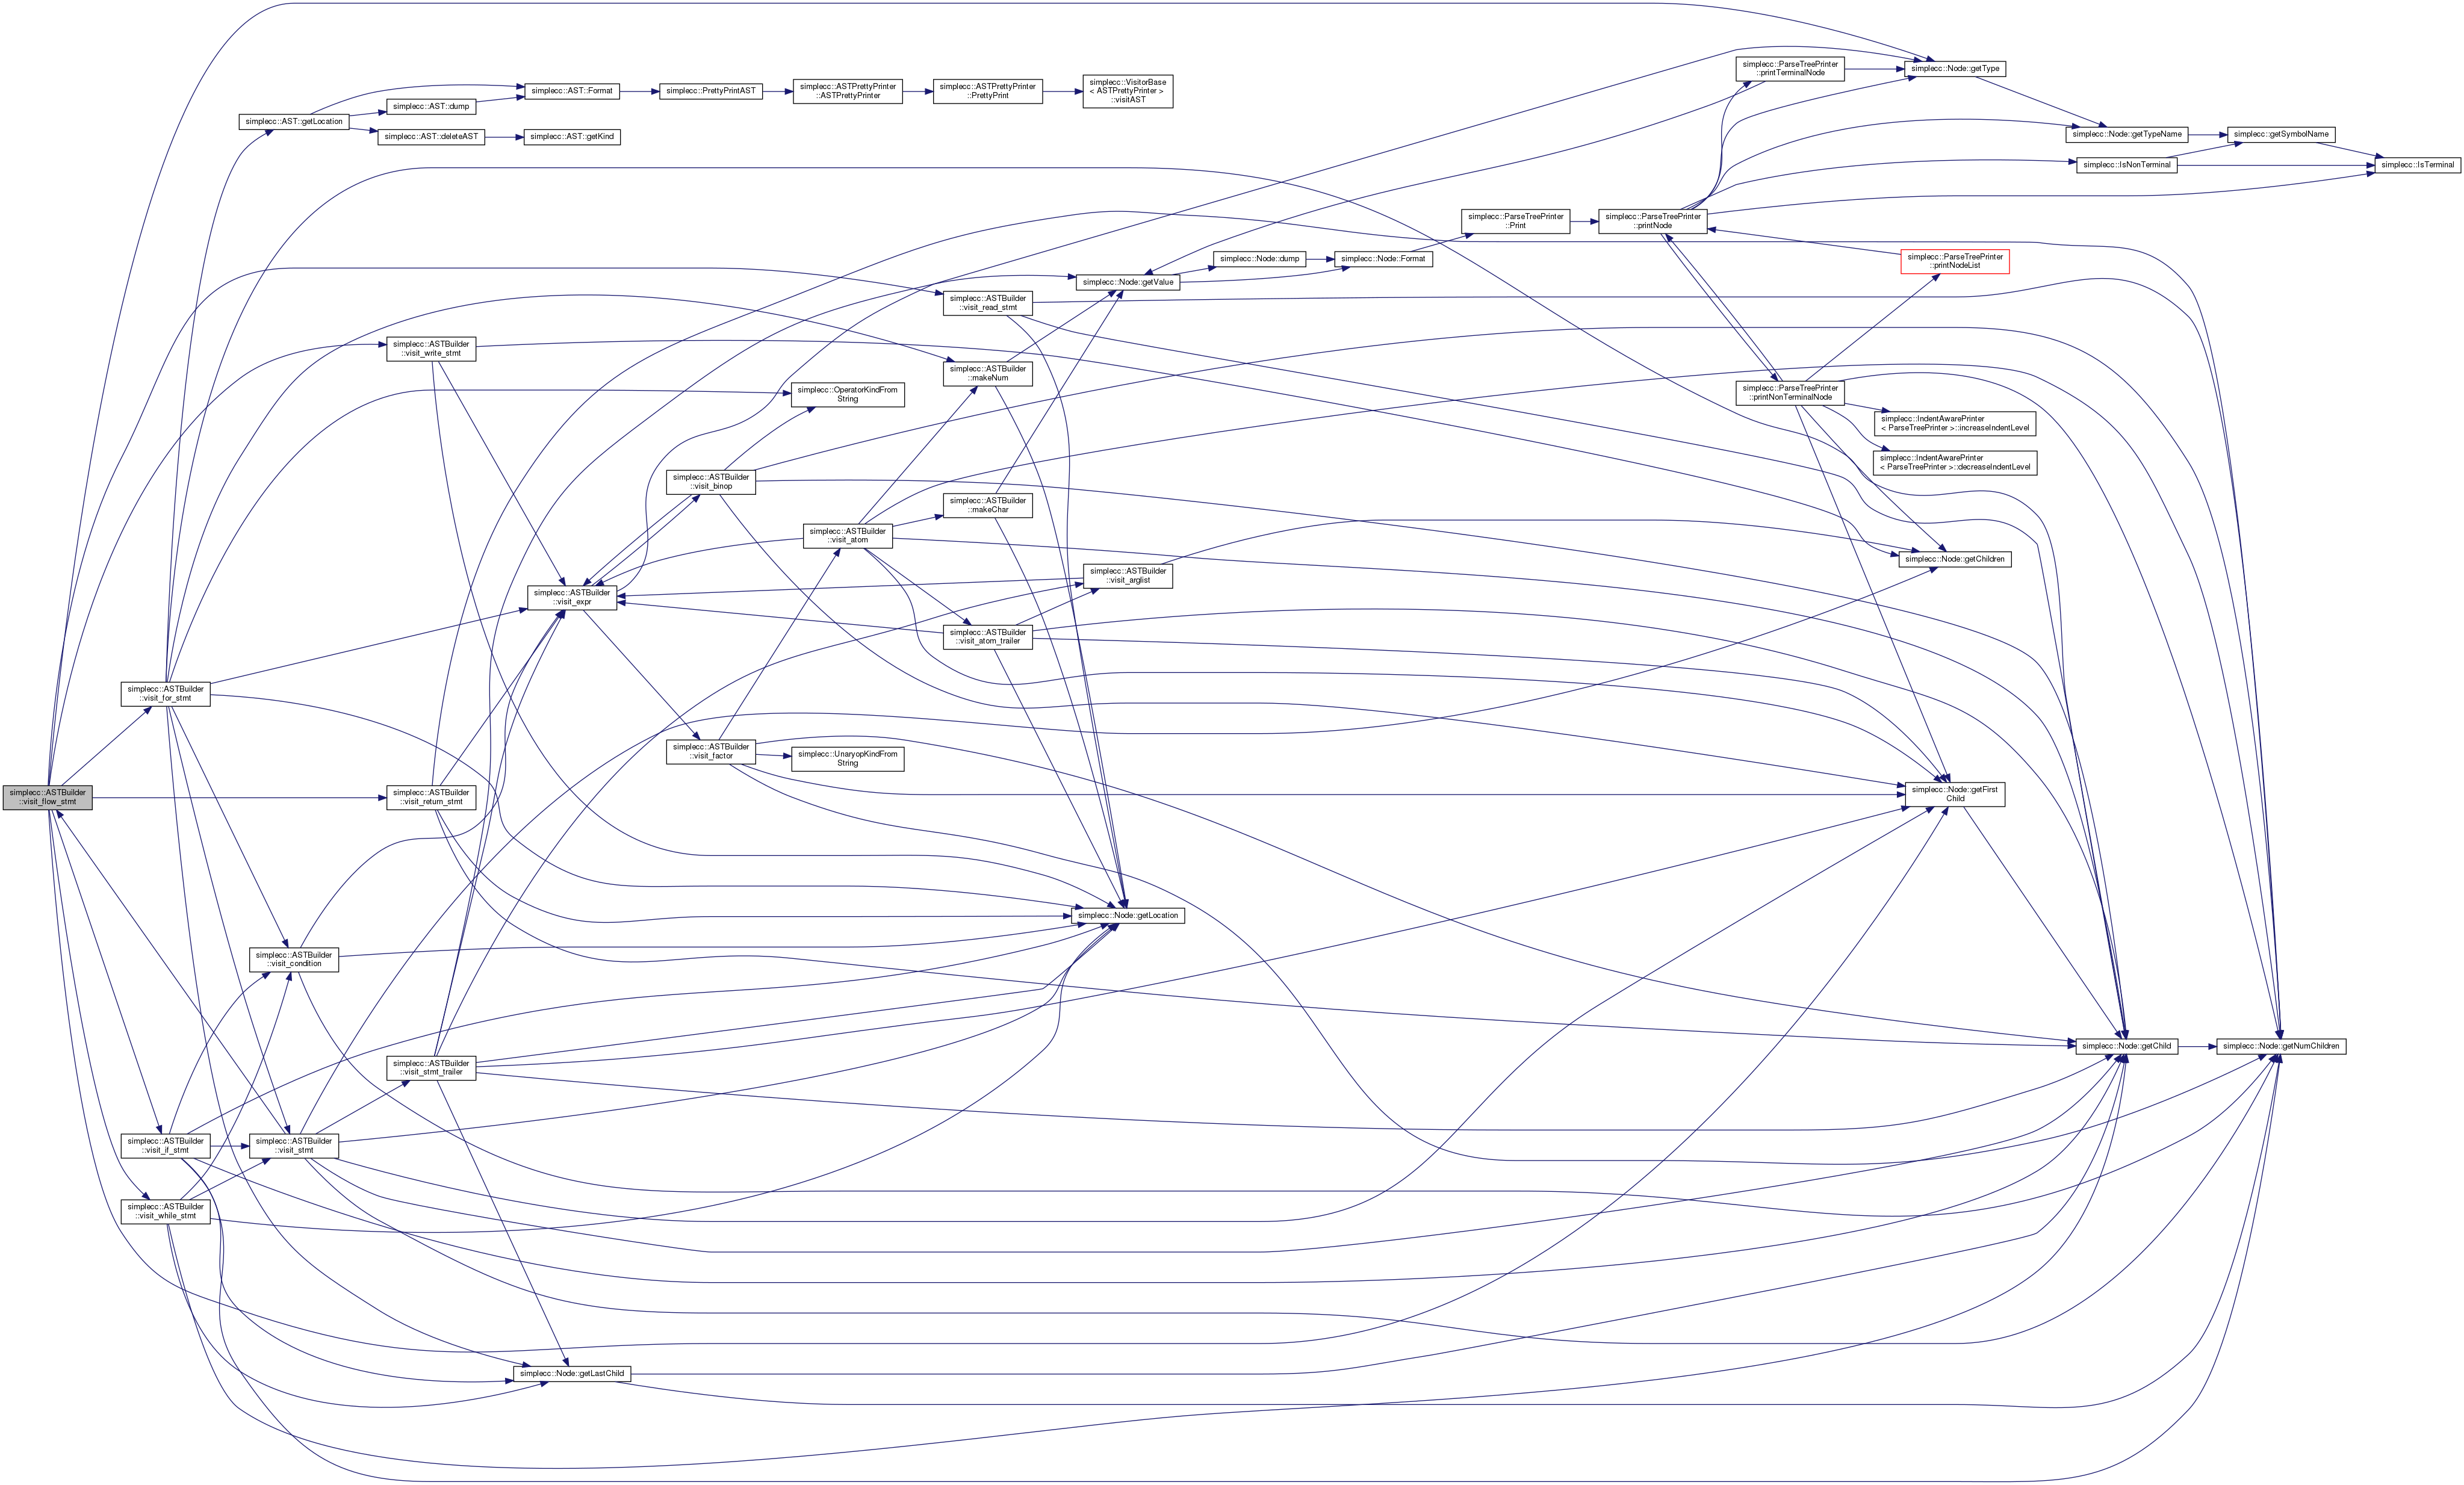 simplecc::ASTBuilder
::visit_flow_stmt
simplecc::ASTBuilder
::visit_for_stmt
simplecc::ASTBuilder
::visit_if_stmt
simplecc::ASTBuilder
::visit_while_stmt
simplecc::AST::getLocation
simplecc::ASTBuilder
::visit_condition
simplecc::ASTBuilder
::visit_stmt
simplecc::AST::dump
simplecc::AST::deleteAST
simplecc::ASTBuilder
::visit_write_stmt
simplecc::ASTBuilder
::visit_return_stmt
simplecc::ASTBuilder
::visit_stmt_trailer
simplecc::AST::Format
simplecc::AST::getKind
simplecc::ASTBuilder
::visit_expr
simplecc::Node::getLastChild
simplecc::PrettyPrintAST
simplecc::ASTBuilder
::visit_binop
simplecc::ASTBuilder
::visit_factor
simplecc::ASTPrettyPrinter
::ASTPrettyPrinter
simplecc::OperatorKindFrom
String
simplecc::ASTBuilder
::visit_atom
simplecc::UnaryopKindFrom
String
simplecc::ASTPrettyPrinter
::PrettyPrint
simplecc::ASTBuilder
::visit_read_stmt
simplecc::ASTBuilder
::makeNum
simplecc::ASTBuilder
::makeChar
simplecc::ASTBuilder
::visit_atom_trailer
simplecc::VisitorBase
< ASTPrettyPrinter >
::visitAST
simplecc::Node::getValue
simplecc::ASTBuilder
::visit_arglist
simplecc::Node::getLocation
simplecc::Node::dump
simplecc::Node::Format
simplecc::ParseTreePrinter
::Print
simplecc::ParseTreePrinter
::printNode
simplecc::ParseTreePrinter
::printTerminalNode
simplecc::ParseTreePrinter
::printNonTerminalNode
simplecc::Node::getType
simplecc::ParseTreePrinter
::printNodeList
simplecc::IndentAwarePrinter
< ParseTreePrinter >::increaseIndentLevel
simplecc::IndentAwarePrinter
< ParseTreePrinter >::decreaseIndentLevel
simplecc::Node::getChildren
simplecc::Node::getFirst
Child
simplecc::Node::getTypeName
simplecc::IsNonTerminal
simplecc::Node::getChild
simplecc::getSymbolName
simplecc::Node::getNumChildren
simplecc::IsTerminal